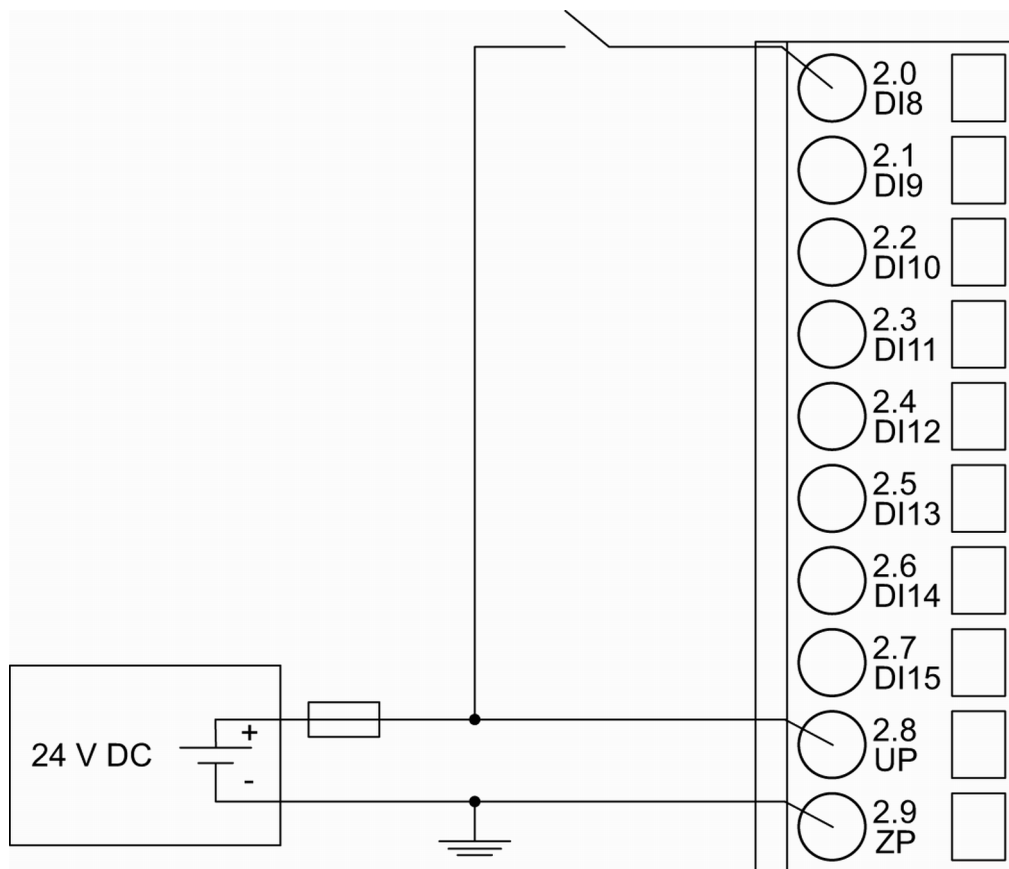 2.0
DI8
2.1
DI9
2.2
DI10
2.3
DI11
2.4
DI12
2.5
DI13
2.6
DI14
2.7
DI15
+
24 V DC
-
2.8
UP
2.9
ZP